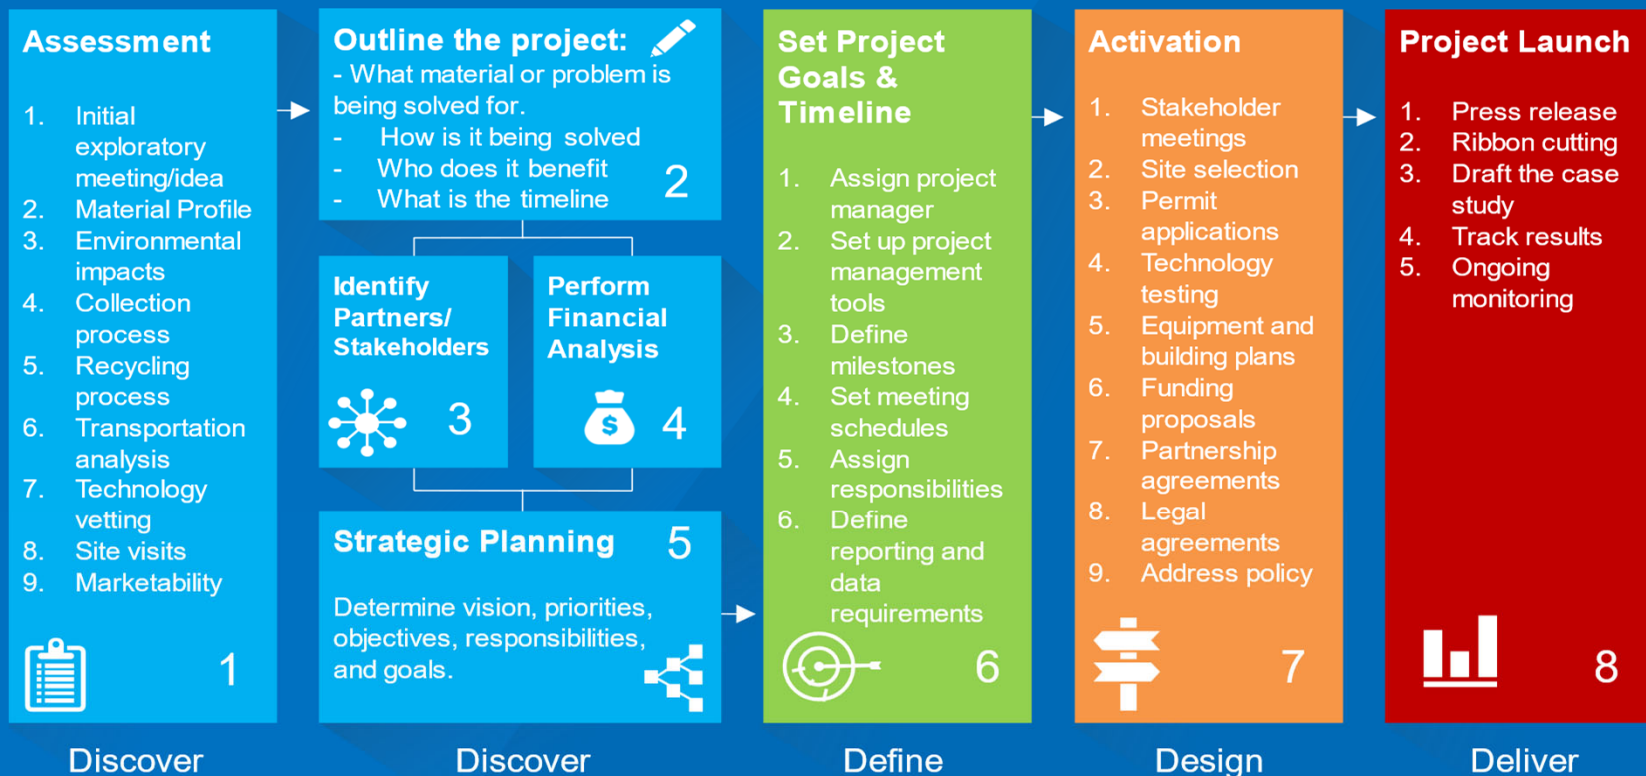 Assessment
1. Initial
exploratory
meeting/idea
2. Material Profile
3. Environmental
impacts
4. Collection
process
5. Recycling
process
6. Transportation
analysis
7. Technology
vetting
8. Site visits
9. Marketability
1
Discover
Outline the project:
- What material or problem is
being solved for.
- How is it being solved
- Who does it benefit
- What is the timeline
2
Identify
Partners/
Stakeholders
3
Perform
Financial
Analysis
$
4
Strategic Planning
5
Determine vision, priorities,
objectives, responsibilities,
and goals.
Discover
Set Project
Goals &
Timeline
1. Assign project
manager
2. Set up project
management
tools
3. Define
milestones
4. Set meeting
schedules
5. Assign
responsibilities
6. Define
reporting and
data
requirements
6
Define
Activation
1. Stakeholder
meetings
2. Site selection
3. Permit
applications
4. Technology
testing
5. Equipment and
building plans
6. Funding
proposals
7. Partnership
agreements
8. Legal
agreements
9. Address policy
7
Design
Project Launch
1. Press release
2. Ribbon cutting
3. Draft the case
study
4. Track results
5. Ongoing
monitoring
8
Deliver